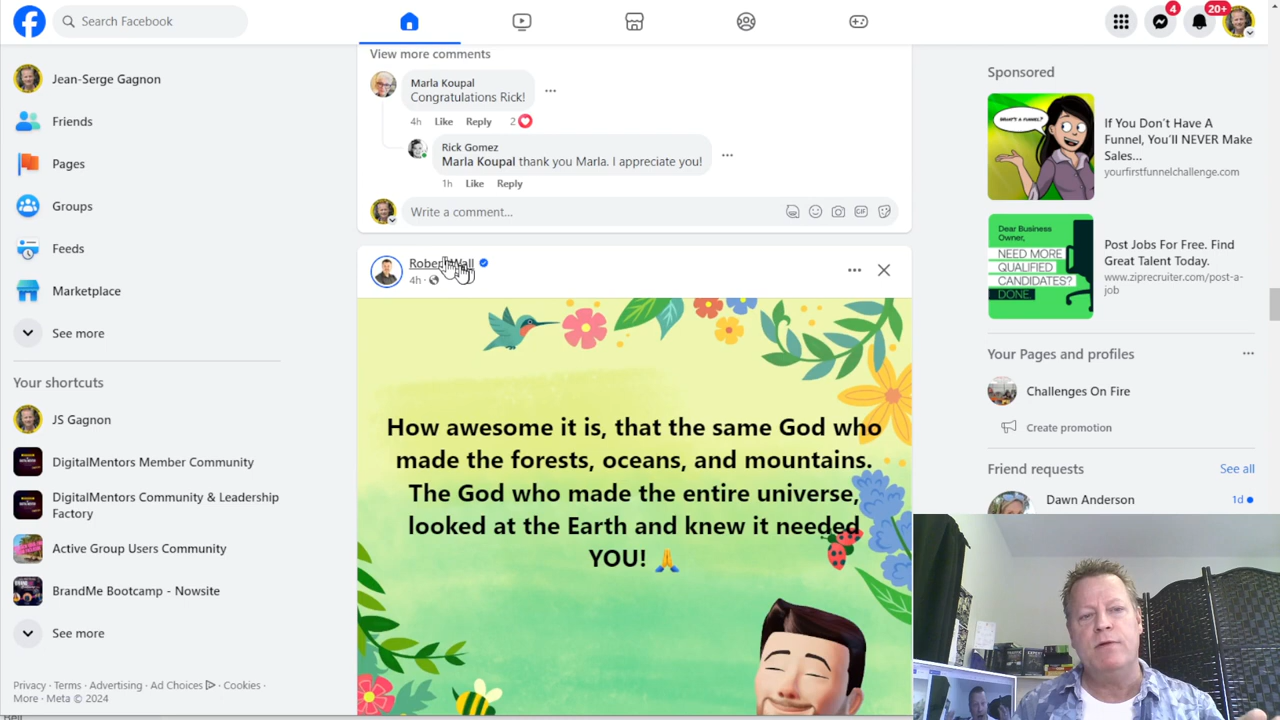 Search Facebook
4
20+
Jean-Serge Gagnon
Friends
Pages
Groups
Feeds
Marketplace
See more
Your shortcuts
JS Gagnon
DigitalMentors Member Community
DigitalMentors Community & Leadership
Factory
Active Group Users Community
BrandMe Bootcamp - Nowsite
See more
Privacy · Terms · Advertising · Ad Choices · Cookies ·
More · Meta © 2024
View more comments
Marla Koupal
Congratulations Rick!
4h Like Reply 2
Rick Gomez
Marla Koupal thank you Marla. I appreciate you!
1h Like Reply
Write a comment...
GIF
Robert Wall
4h ·
How awesome it is, that the same God who
made the forests, oceans, and mountains.
The God who made the entire universe,
looked at the Earth and knew it needed
YOU! 🙏
Sponsored
WHAT'S A FUNNEL?
If You Don't Have A
Funnel, You'll NEVER Make
Sales...
yourfirstfunnelchallenge.com
Dear Business
Owner,
NEED MORE
QUALIFIED
CANDIDATES?
DONE.
Post Jobs For Free. Find
Great Talent Today.
www.ziprecruiter.com/post-a-
job
Your Pages and profiles
Challenges On Fire
Create promotion
Friend requests
See all
Dawn Anderson
1d